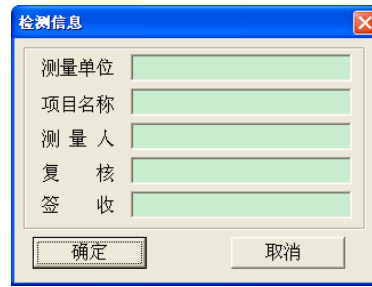 检测信息
测量单位
项目名称
测 量 人
复 核
签 收
确定 取消